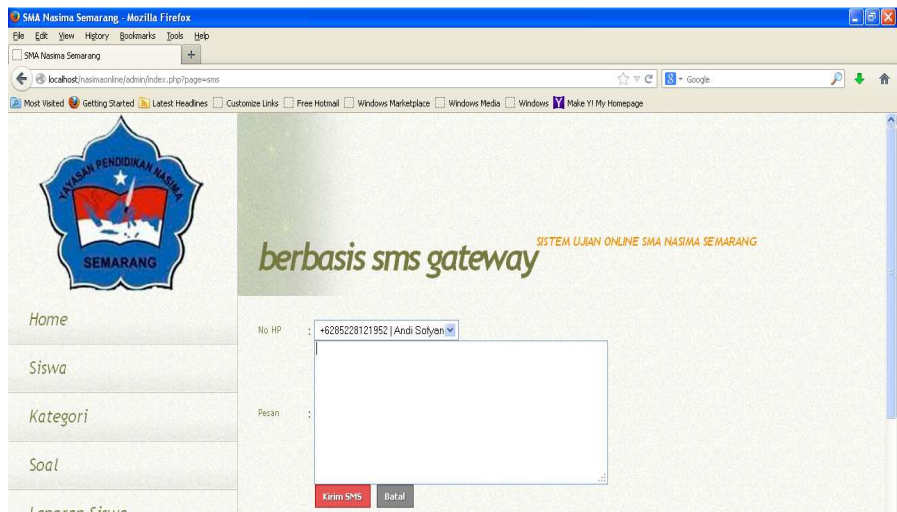 SMA Nasima Semarang - Mozilla Firefox
File Edit View History Bookmarks Tools Help
SMA Nasima Semarang +
localhost/nasimaonline/admin/index.php?page=sms
Google
Most Visited Getting Started Latest Headlines Customize Links Free Hotmail Windows Marketplace Windows Media Windows Make Y! My Homepage
YAYASAN PENDIDIKAN NASIMA
SEMARANG
SISTEM UJIAN ONLINE SMA NASIMA SEMARANG
berbasis sms gateway
Home
Siswa
Kategori
Soal
Laporan Siswa
No HP : +6285228121952 | Andi Sofyan
Pesan :
Kirim SMS Batal